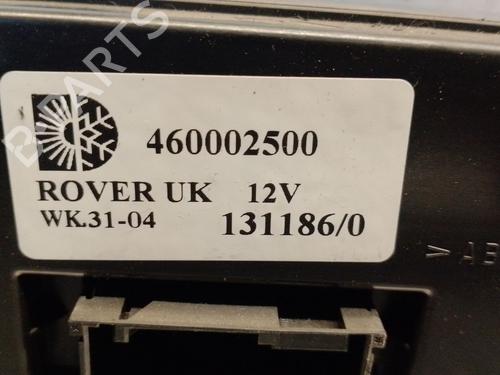 460002500
ROVER UK 12V
WK.31-04 131186/0
B-PARTS